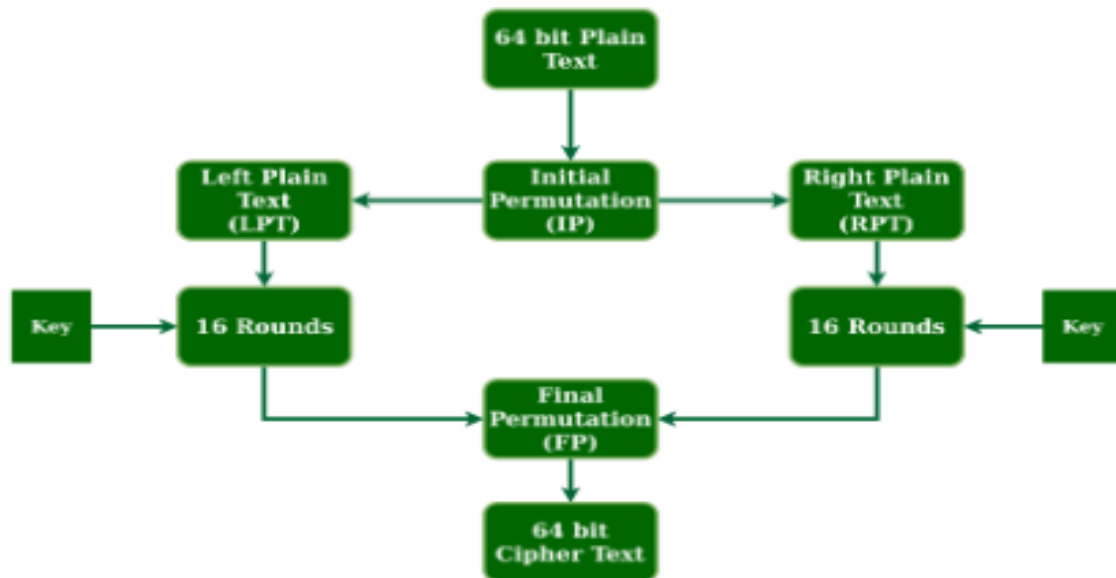 64 bit Plain
Text
Left Plain
Text
(LPT)
Initial
Permutation
(IP)
Right Plain
Text
(RPT)
Key
16 Rounds
16 Rounds
Key
Final
Permutation
(FP)
64 bit
Cipher Text